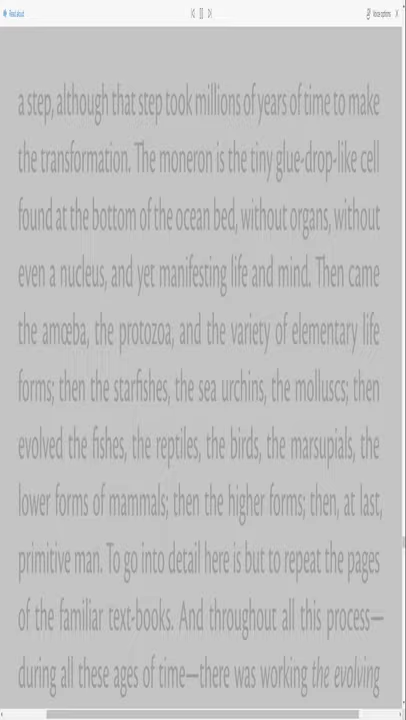 Read aloud
Voice options
a step, although that step took millions of years of time to make
the transformation. The moneron is the tiny glue-drop-like cell
found at the bottom of the ocean bed, without organs, without
even a nucleus, and yet manifesting life and mind. Then came
the amœba, the protozoa, and the variety of elementary life
forms; then the starfishes, the sea urchins, the molluscs; then
evolved the fishes, the reptiles, the birds, the marsupials, the
lower forms of mammals; then the higher forms; then, at last,
primitive man. To go into detail here is but to repeat the pages
of the familiar text-books. And throughout all this process—
during all these ages of time—there was working the evolving